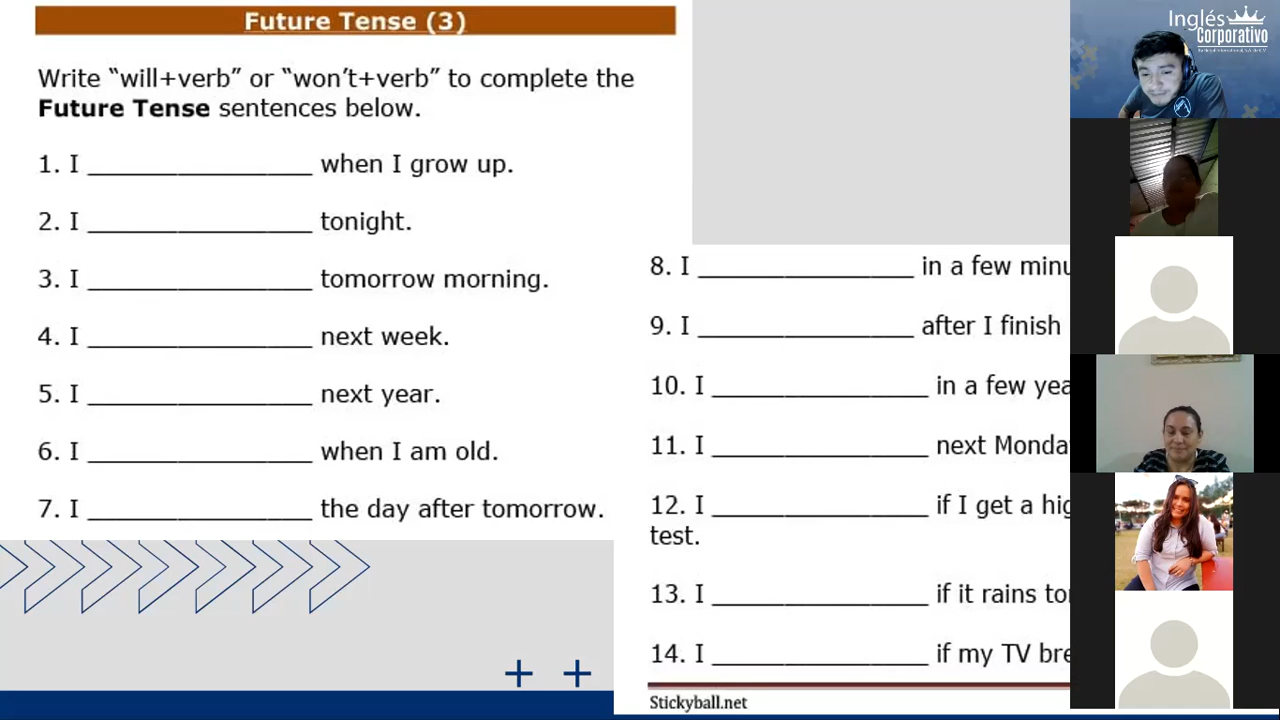 Future Tense (3)
Write “will+verb” or “won’t+verb” to complete the
Future Tense sentences below.
1. I ________________ when I grow up.
2. I ________________ tonight.
3. I ________________ tomorrow morning.
4. I ________________ next week.
5. I ________________ next year.
6. I ________________ when I am old.
7. I ________________ the day after tomorrow.
8. I ________________ in a few minu
9. I ________________ after I finish
10. I ________________ in a few yea
11. I ________________ next Monda
12. I ________________ if I get a hig
test.
13. I ________________ if it rains to
14. I ________________ if my TV bre
Stickyball.net
Inglés
Corporativo